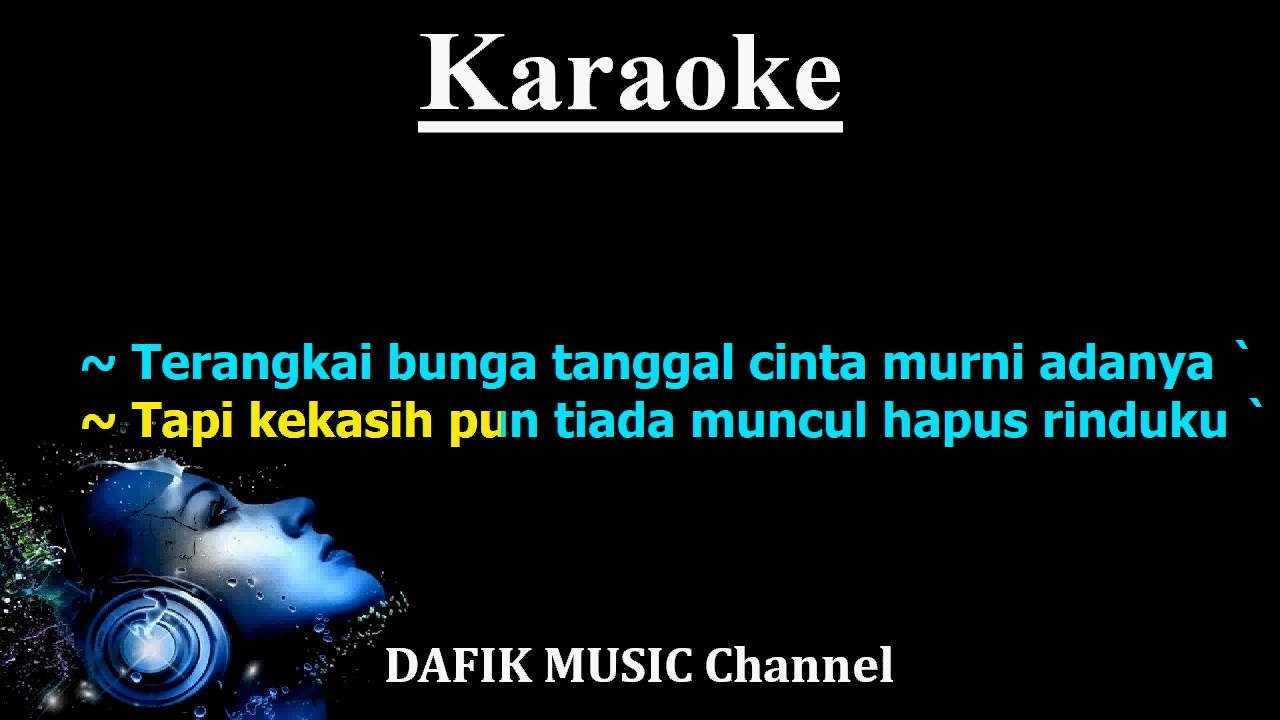 Karaoke
~ Terangkai bunga tanggal cinta murni adanya `
~ Tapi kekasih pun tiada muncul hapus rinduku `
DAFIK MUSIC Channel